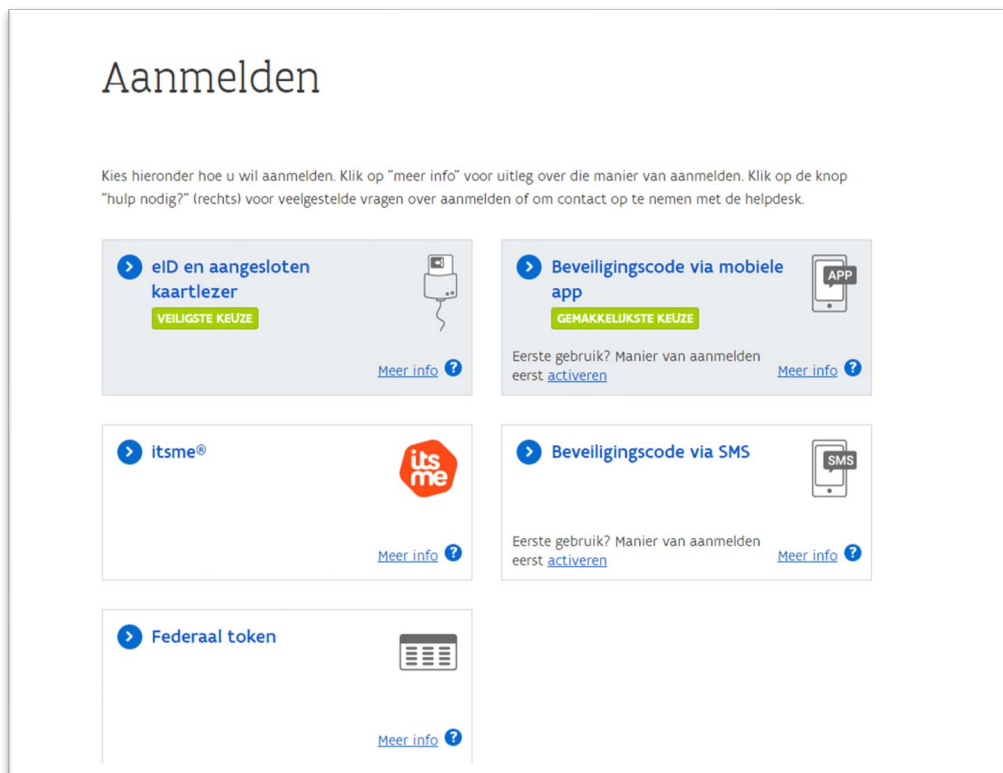 Aanmelden
Kies hieronder hoe u wil aanmelden. Klik op "meer info" voor uitleg over die manier van aanmelden. Klik op de knop
"hulp nodig?" (rechts) voor veelgestelde vragen over aanmelden of om contact op te nemen met de helpdesk.
eID en aangesloten
kaartlezer
VEILIGSTE KEUZE
Meer info ?
Beveiligingscode via mobiele
app
APP
GEMAKKELIJKSTE KEUZE
Eerste gebruik? Manier van aanmelden
eerst activeren
Meer info ?
itsme®
its
me
Meer info ?
Beveiligingscode via SMS
SMS
Eerste gebruik? Manier van aanmelden
eerst activeren
Meer info ?
Federaal token
Meer info ?